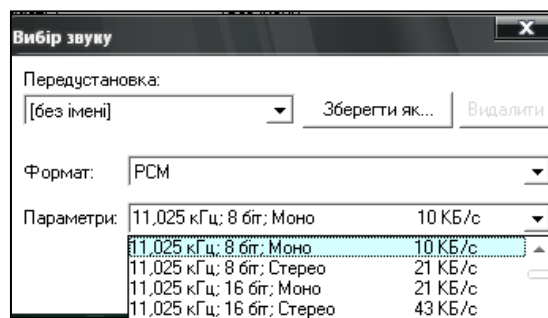 Вибір звуку
Передустановка:
[без імені]
Зберегти як...
Видалити
Формат:
PCM
Параметри:
11,025 кГц; 8 біт; Моно 10 КБ/с
11,025 кГц; 8 біт; Моно 10 КБ/с
11,025 кГц; 8 біт; Стерео 21 КБ/с
11,025 кГц; 16 біт; Моно 21 КБ/с
11,025 кГц; 16 біт; Стерео 43 КБ/с